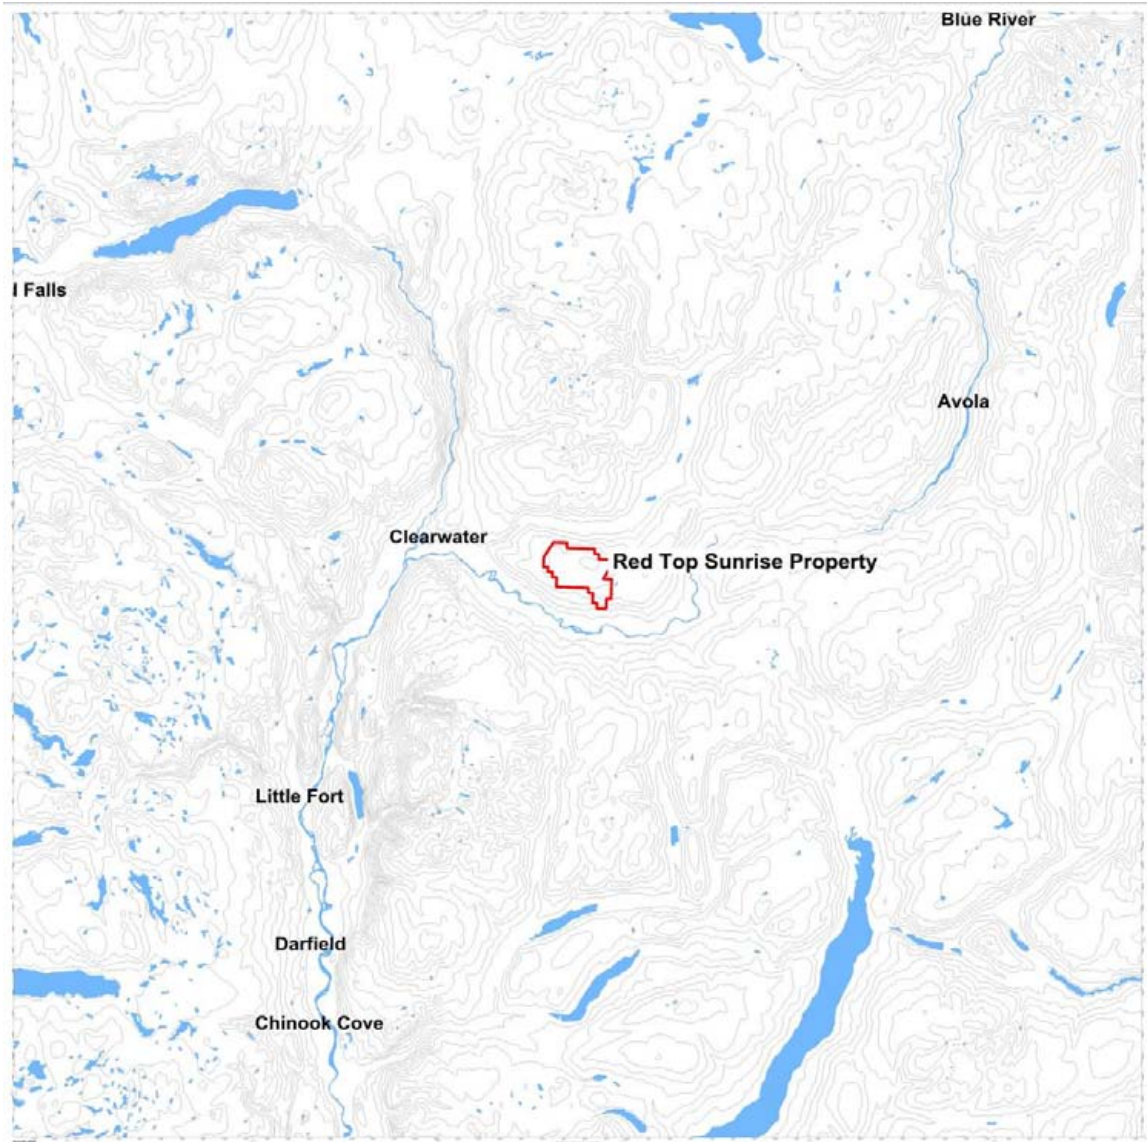 Blue River
l Falls
Avola
Clearwater
Red Top Sunrise Property
Little Fort
Darfield
Chinook Cove